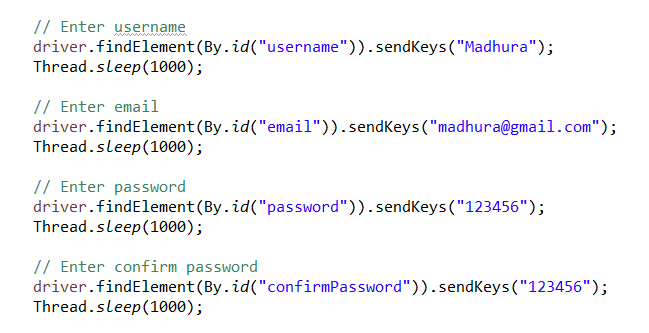 // Enter username
driver.findElement(By.id("username")).sendKeys("Madhura");
Thread.sleep(1000);
// Enter email
driver.findElement(By.id("email")).sendKeys("madhura@gmail.com");
Thread.sleep(1000);
// Enter password
driver.findElement(By.id("password")).sendKeys("123456");
Thread.sleep(1000);
// Enter confirm password
driver.findElement(By.id("confirmPassword")).sendKeys("123456");
Thread.sleep(1000);